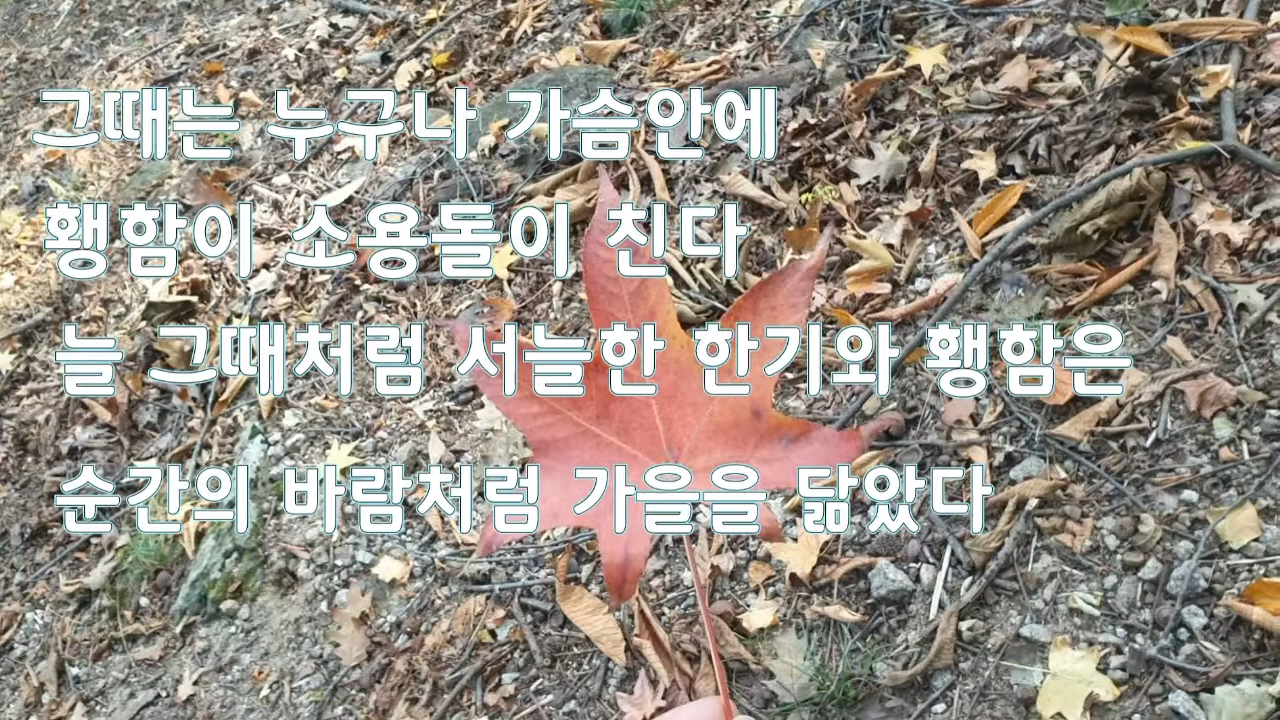 그때는 누구나 가슴안에
횅함이 소용돌이 친다
늘 그때처럼 서늘한 한기와 횅함은
순간의 바람처럼 가을을 닮았다